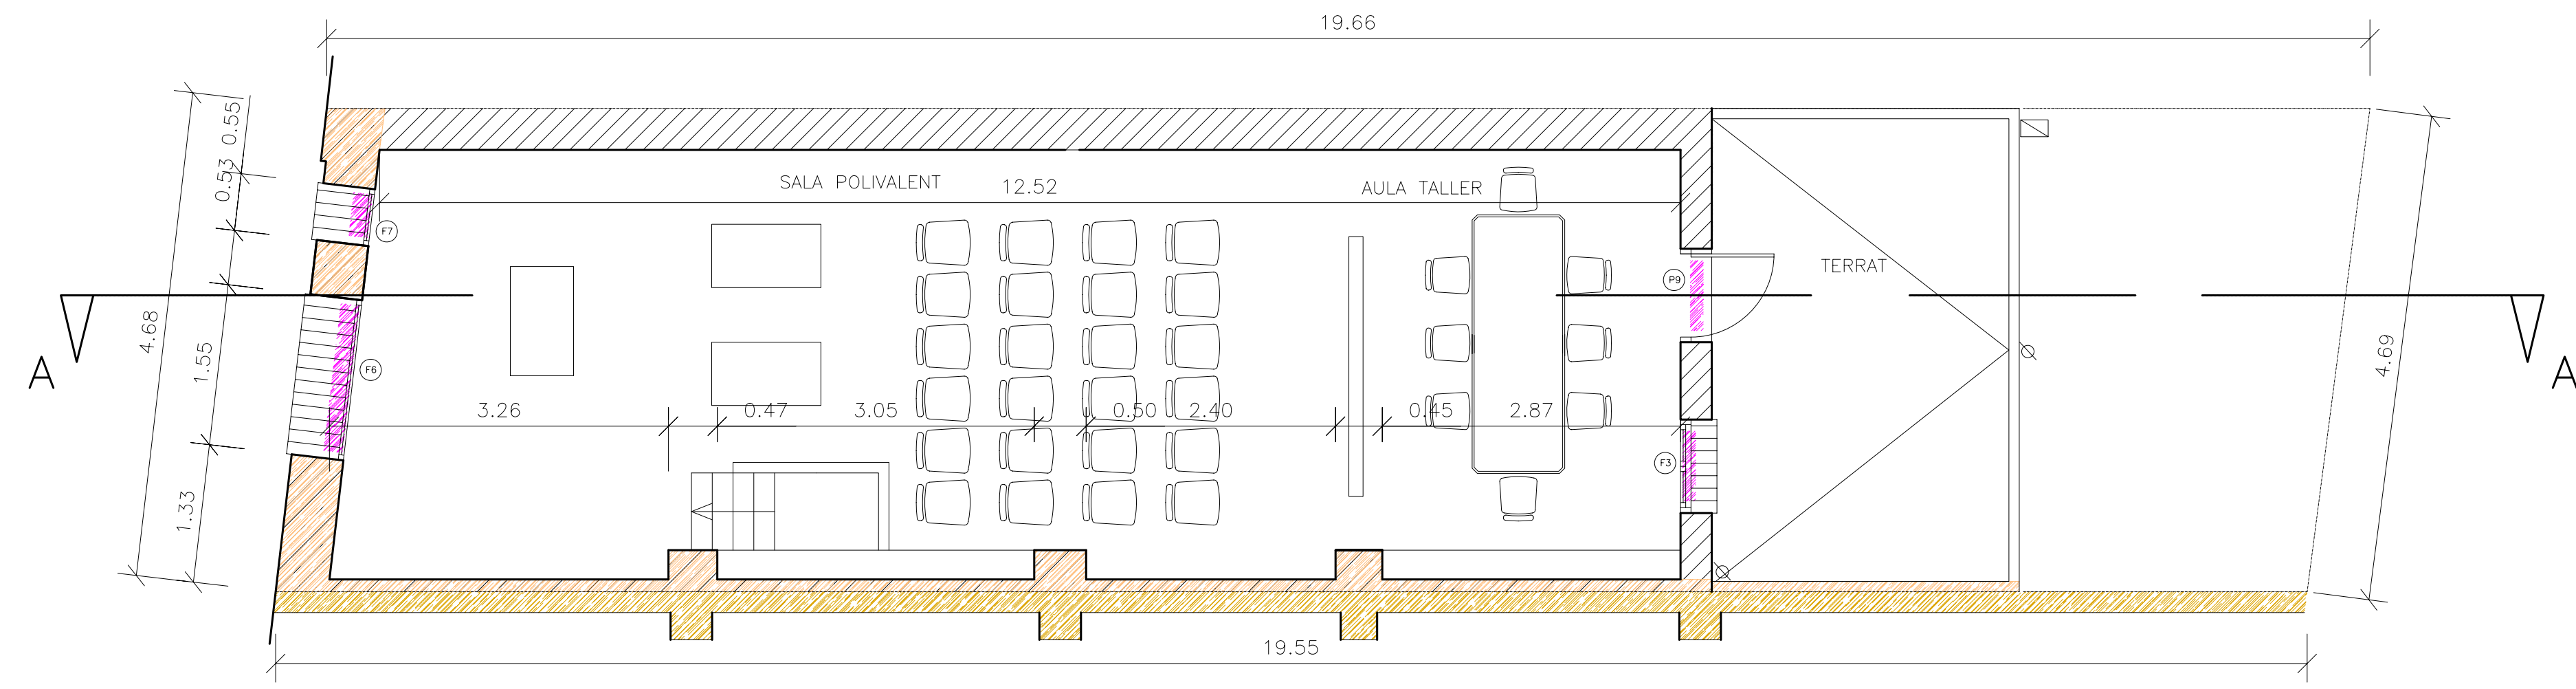 19.66
0.55
0.53
SALA POLIVALENT
12.52
AULA TALLER
F7
TERRAT
P9
4.68
1.55
4.69
A
A
F6
3.26
0.47
3.05
0.50
2.40
0.45
2.87
F3
1.33
19.55